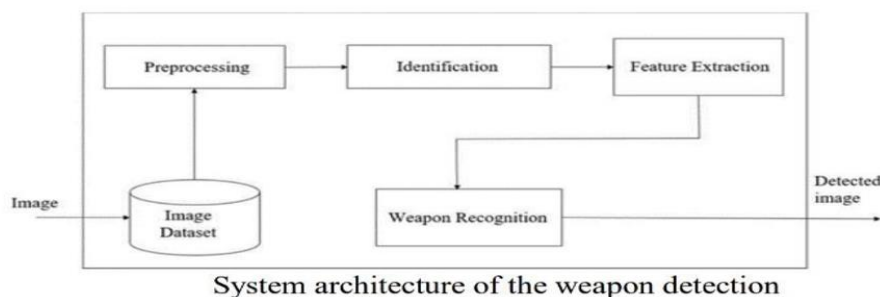 Preprocessing
Identification
Feature Extraction
Image
Image
Dataset
Weapon Recognition
Detected
image
System architecture of the weapon detection